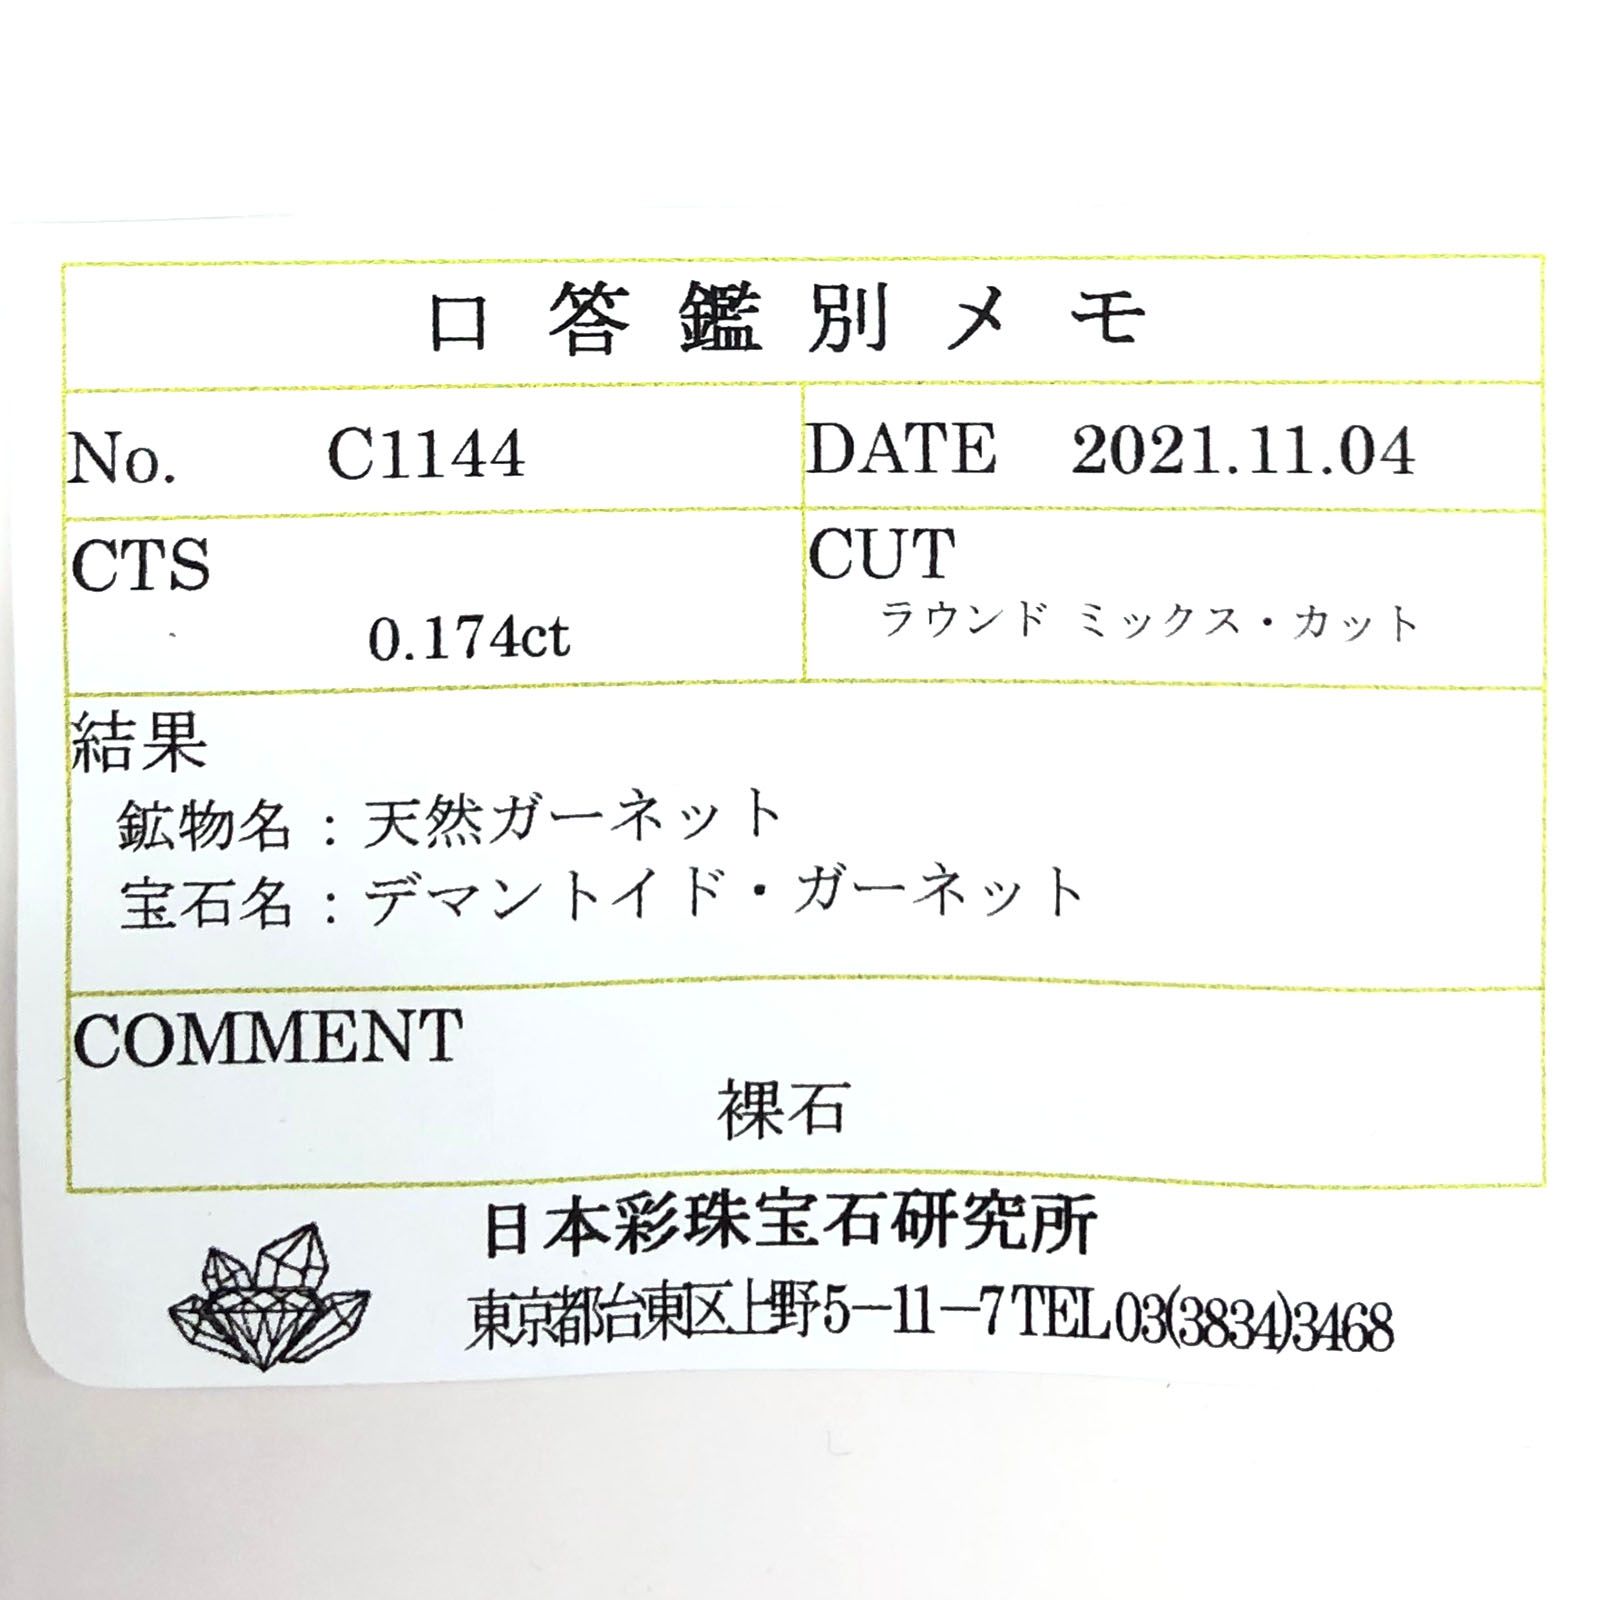 口答鑑別メモ
No. C1144
DATE 2021.11.04
CTS
0.174ct
CUT
ラウンド ミックス・カット
結果
鉱物名：天然ガーネット
宝石名：デマントイド・ガーネット
COMMENT
裸石
日本彩珠宝石研究所
東京都台東区上野5－11－7 TEL 03(3834)3468